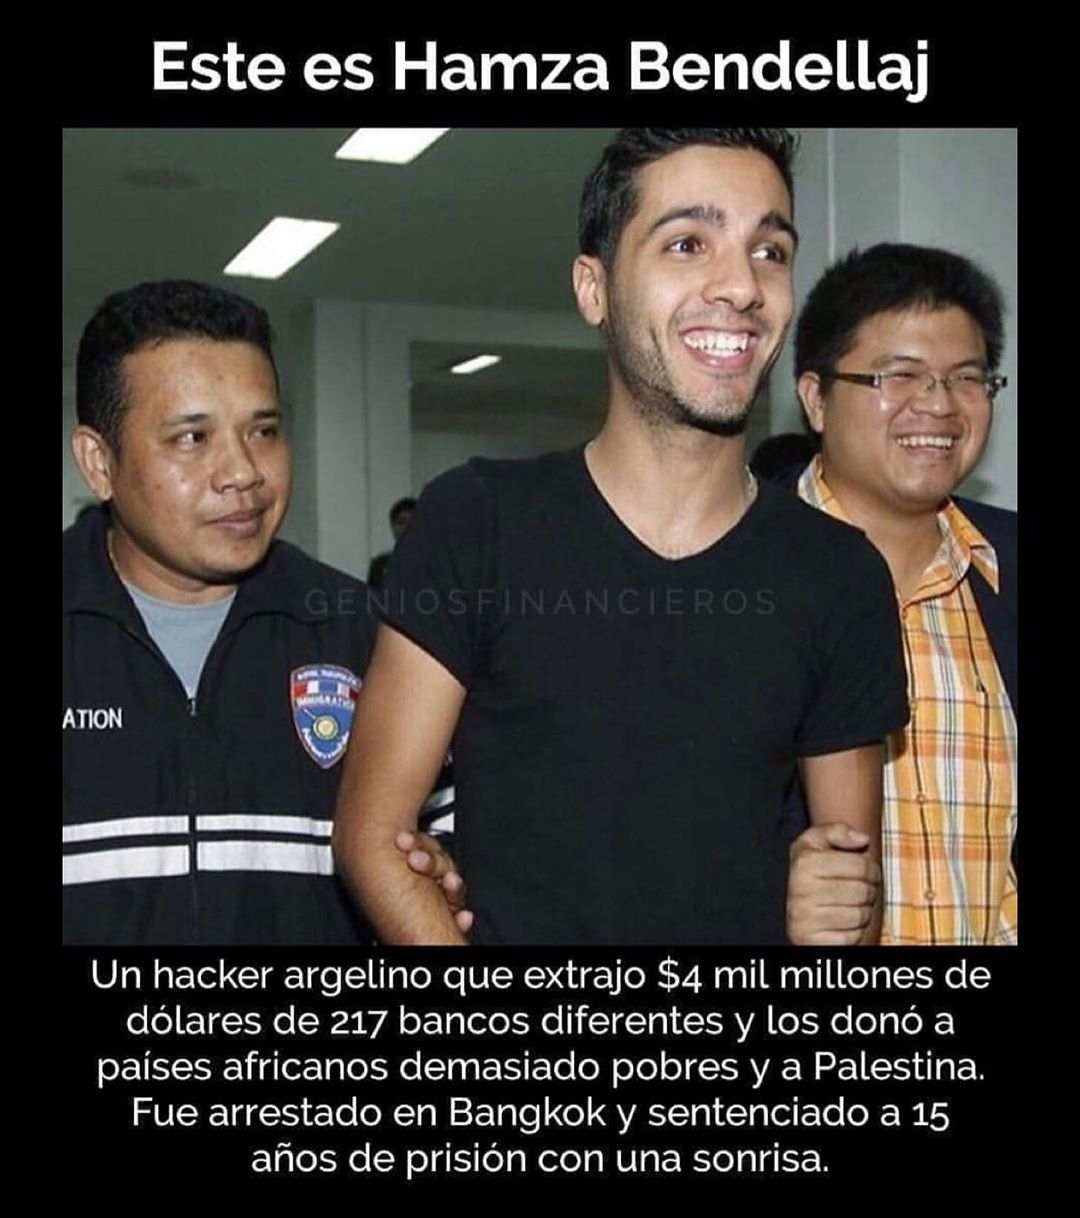 Este es Hamza Bendellaj
GENIOSFINANCIEROS
ATION
Un hacker argelino que extrajo $4 mil millones de
dólares de 217 bancos diferentes y los donó a
países africanos demasiado pobres y a Palestina.
Fue arrestado en Bangkok y sentenciado a 15
años de prisión con una sonrisa.